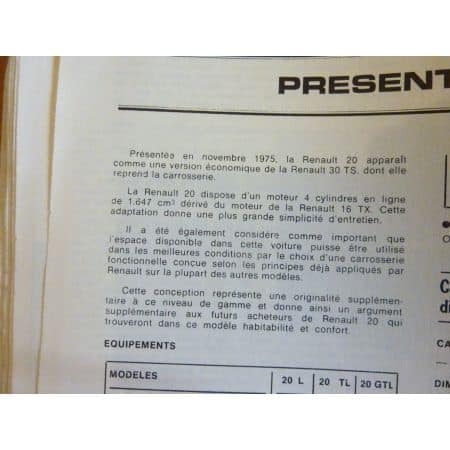 PRESENT
Présentée en novembre 1975, la Renault 20 apparaît
comme une version économique de la Renault 30 TS, dont elle
reprend la carrosserie.
La Renault 20 dispose d'un moteur 4 cylindres en ligne
de 1.647 cm³ dérivé du moteur de la Renault 16 TX. Cette
adaptation donne une plus grande simplicité d'entretien.
Il a été également considéré comme important que
l'espace disponible dans cette voiture puisse être utilisé
dans les meilleures conditions par le choix d'une carrosserie
fonctionnelle conçue selon les principes déjà appliqués par
Renault sur la plupart des autres modèles.
Cette conception représente une originalité supplémen-
taire à ce niveau de gamme et donne ainsi un argument
supplémentaire aux futurs acheteurs de Renault 20 qui
trouveront dans ce modèle habitabilité et confort.
EQUIPEMENTS
MODELES 20 L 20 TL 20 GTL
C
di
CA
DIM